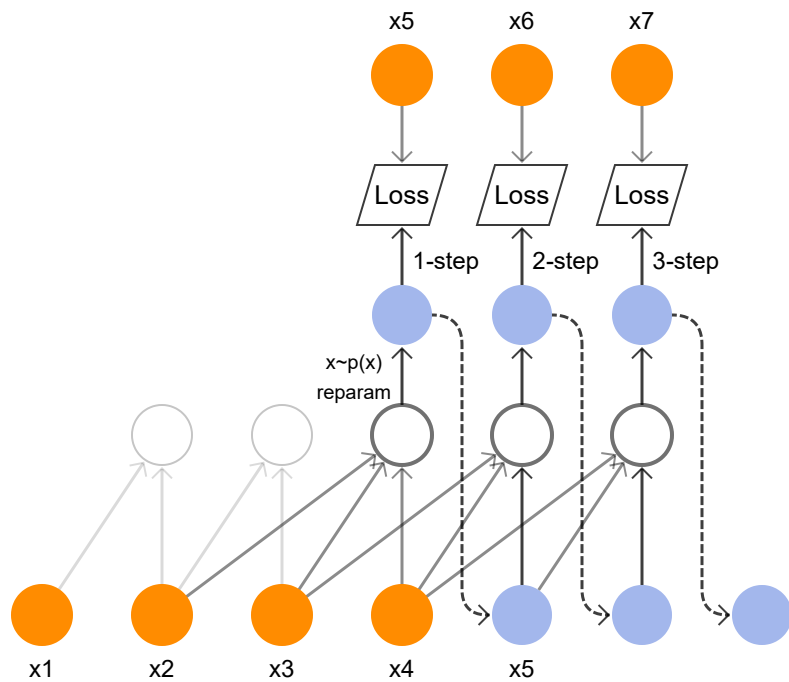 x5
x6
x7
Loss
Loss
Loss
1-step
2-step
3-step
x~p(x)
reparam
x1
x2
x3
x4
x5